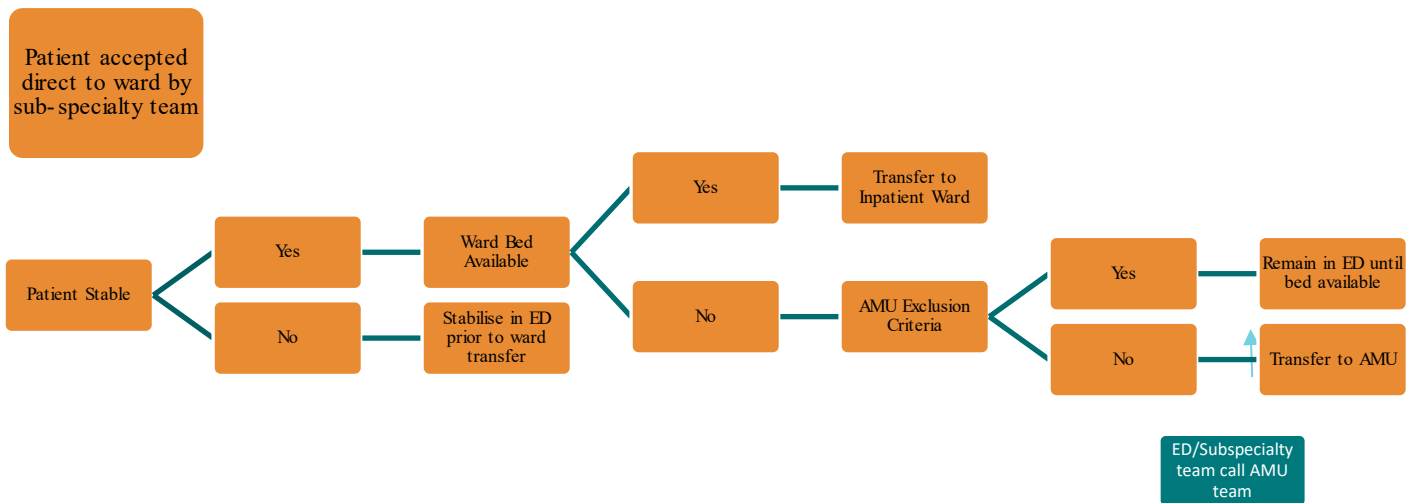 Patient accepted
direct to ward by
sub-specialty team
Patient Stable
Yes
No
Ward Bed
Available
Stabilise in ED
prior to ward
transfer
Yes
No
Transfer to
Inpatient Ward
AMU Exclusion
Criteria
Yes
No
Remain in ED until
bed available
Transfer to AMU
ED/Subspecialty
team call AMU
team